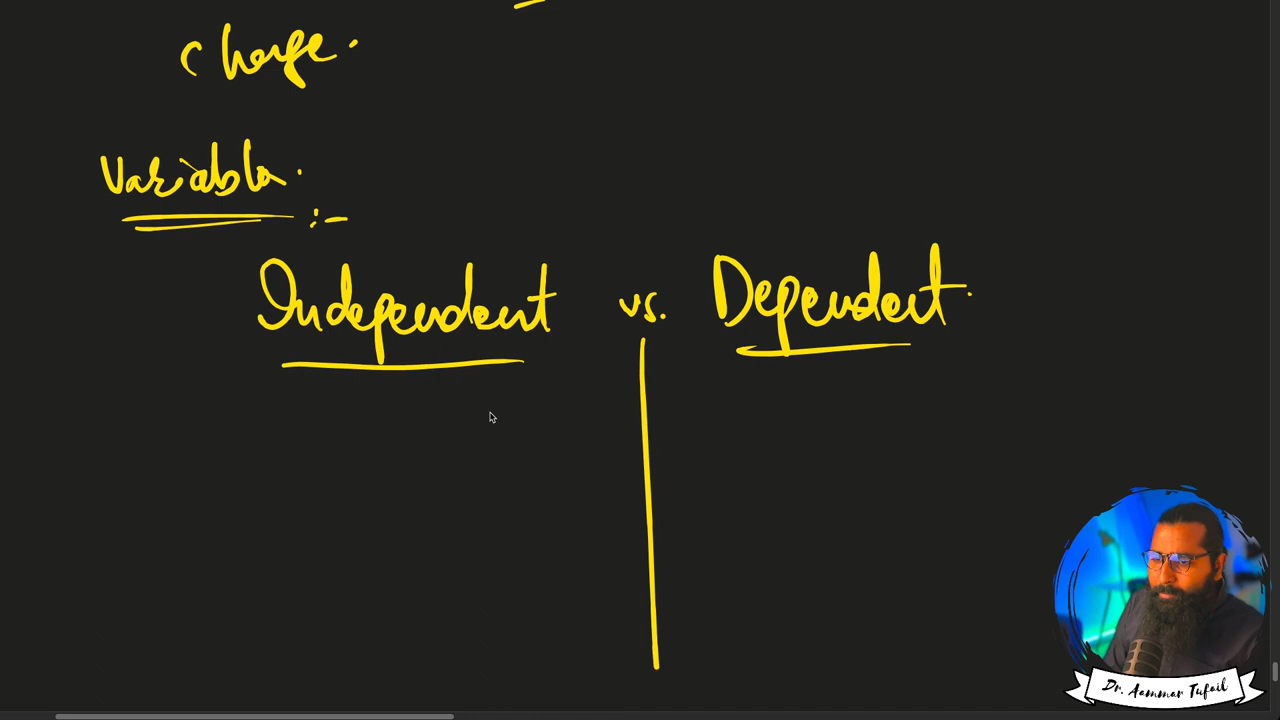 change.
Variable.
:-
Independent vs. Dependent.
Dr. Aammar Tufail